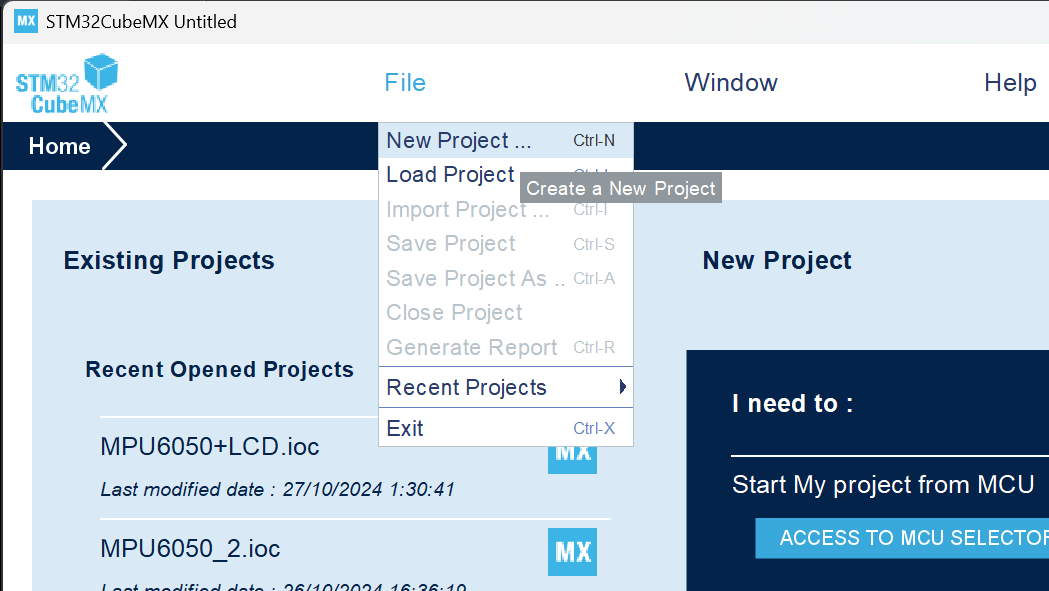 MX STM32CubeMX Untitled
STM32
CubeMX
File Window Help
Home
New Project ... Ctrl-N
Load Project
Create a New Project
Import Project ... Ctrl-I
Save Project Ctrl-S
Save Project As .. Ctrl-A
Close Project
Generate Report Ctrl-R
Recent Projects
Exit Ctrl-X
Existing Projects
Recent Opened Projects
MPU6050+LCD.ioc
MX
Last modified date : 27/10/2024 1:30:41
MPU6050_2.ioc
MX
Last modified date : 26/10/2024 16:36:19
New Project
I need to :
Start My project from MCU
ACCESS TO MCU SELECTOR